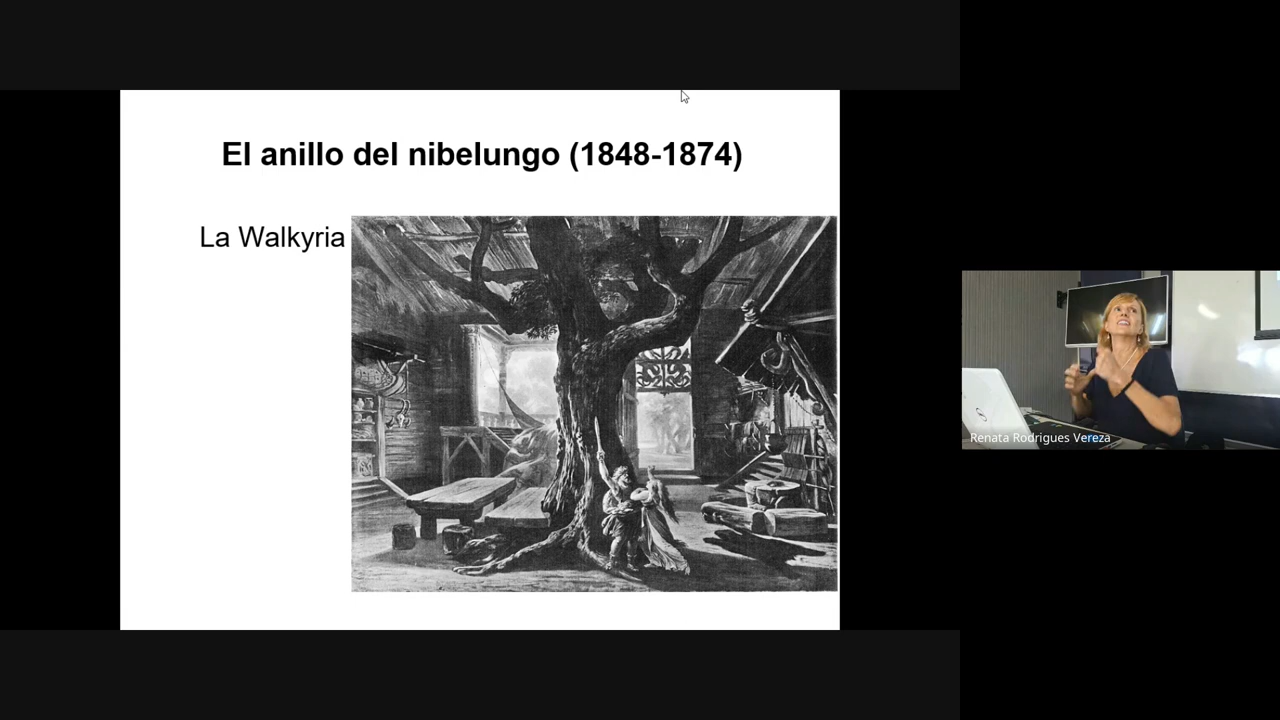 El anillo del nibelungo (1848-1874)
La Walkyria
Renata Rodrigues Vereza